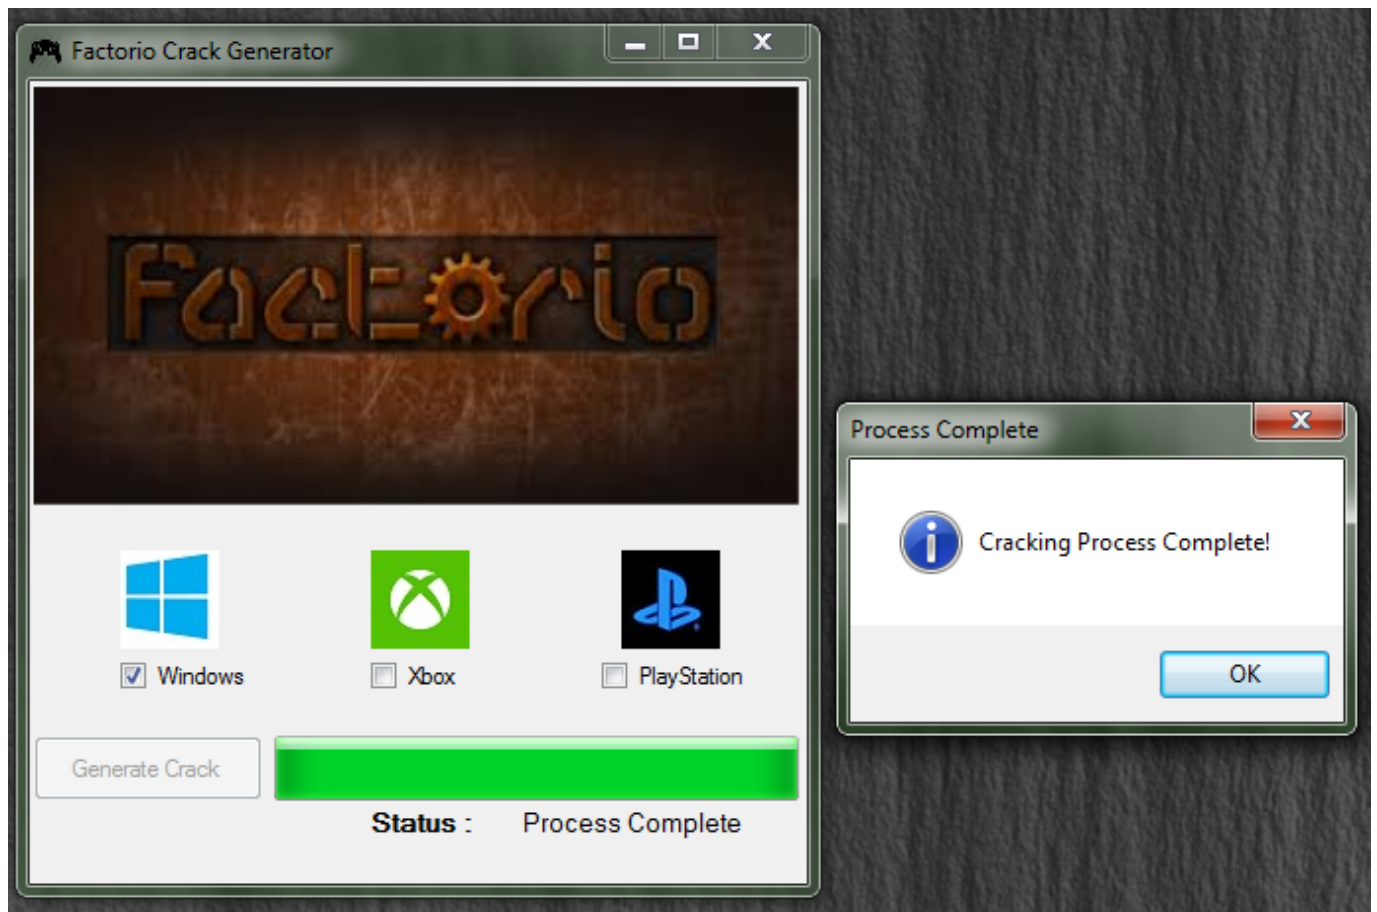 Factorio Crack Generator
Factorio
Windows
Xbox
PlayStation
Generate Crack
Status :
Process Complete
Process Complete
Cracking Process Complete!
OK